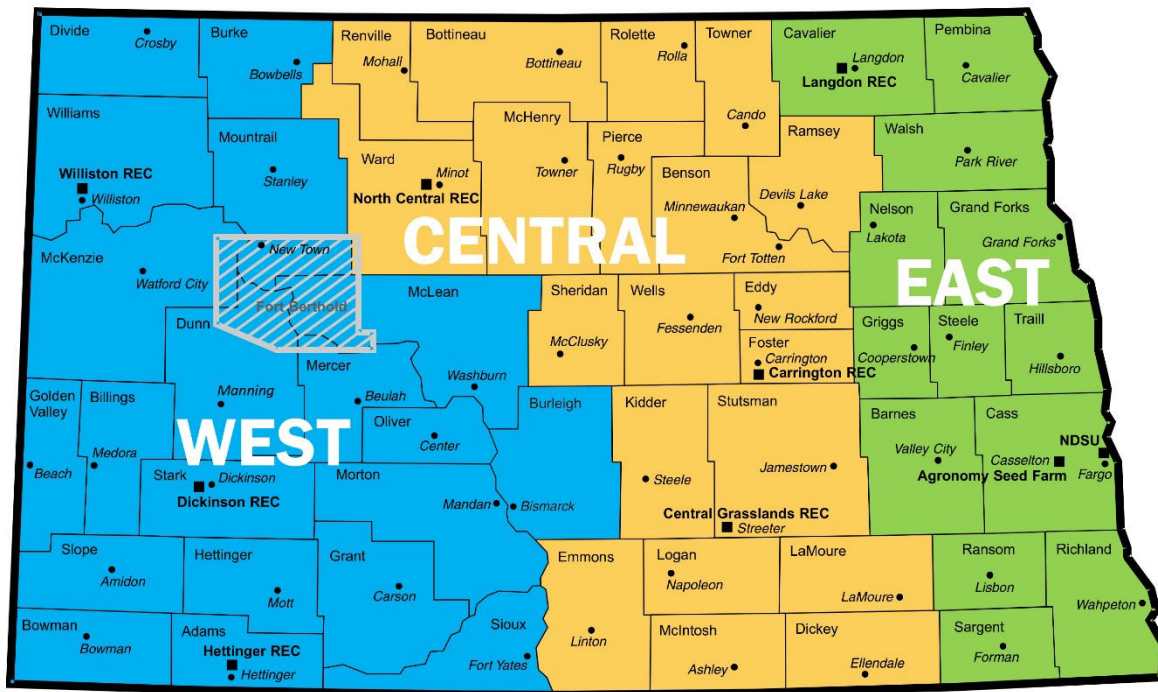 Divide
Crosby
Burke
Bowbells
Renville
Mohall
Bottineau
Bottineau
Rolette
Rolla
Towner
Cando
Cavalier
Langdon
Langdon REC
Pembina
Cavalier
Williams
Williston REC
Williston
Mountrail
Stanley
Ward
Minot
North Central REC
McHenry
Towner
Pierce
Rugby
Benson
Minnewaukan
Fort Totten
Ramsey
Devils Lake
Walsh
Park River
Nelson
Lakota
Grand Forks
Grand Forks
CENTRAL
EAST
McKenzie
Watford City
New Town
Fort Berthold
McLean
Washburn
Sheridan
McClusky
Wells
Fessenden
Eddy
New Rockford
Foster
Carrington
Carrington REC
Griggs
Cooperstown
Steele
Finley
Traill
Hillsboro
Dunn
Manning
Mercer
Beulah
Golden
Valley
Beach
Billings
Medora
WEST
Oliver
Center
Burleigh
Bismarck
Kidder
Steele
Stutsman
Jamestown
Barnes
Valley City
Cass
NDSU
Casselton
Agronomy Seed Farm
Fargo
Stark
Dickinson
Dickinson REC
Morton
Mandan
Central Grasslands REC
Streeter
Slope
Amidon
Hettinger
Mott
Grant
Carson
Emmons
Linton
Logan
Napoleon
LaMoure
LaMoure
Ransom
Lisbon
Richland
Wahpeton
Bowman
Bowman
Adams
Hettinger REC
Hettinger
Sioux
Fort Yates
McIntosh
Ashley
Dickey
Ellendale
Sargent
Forman